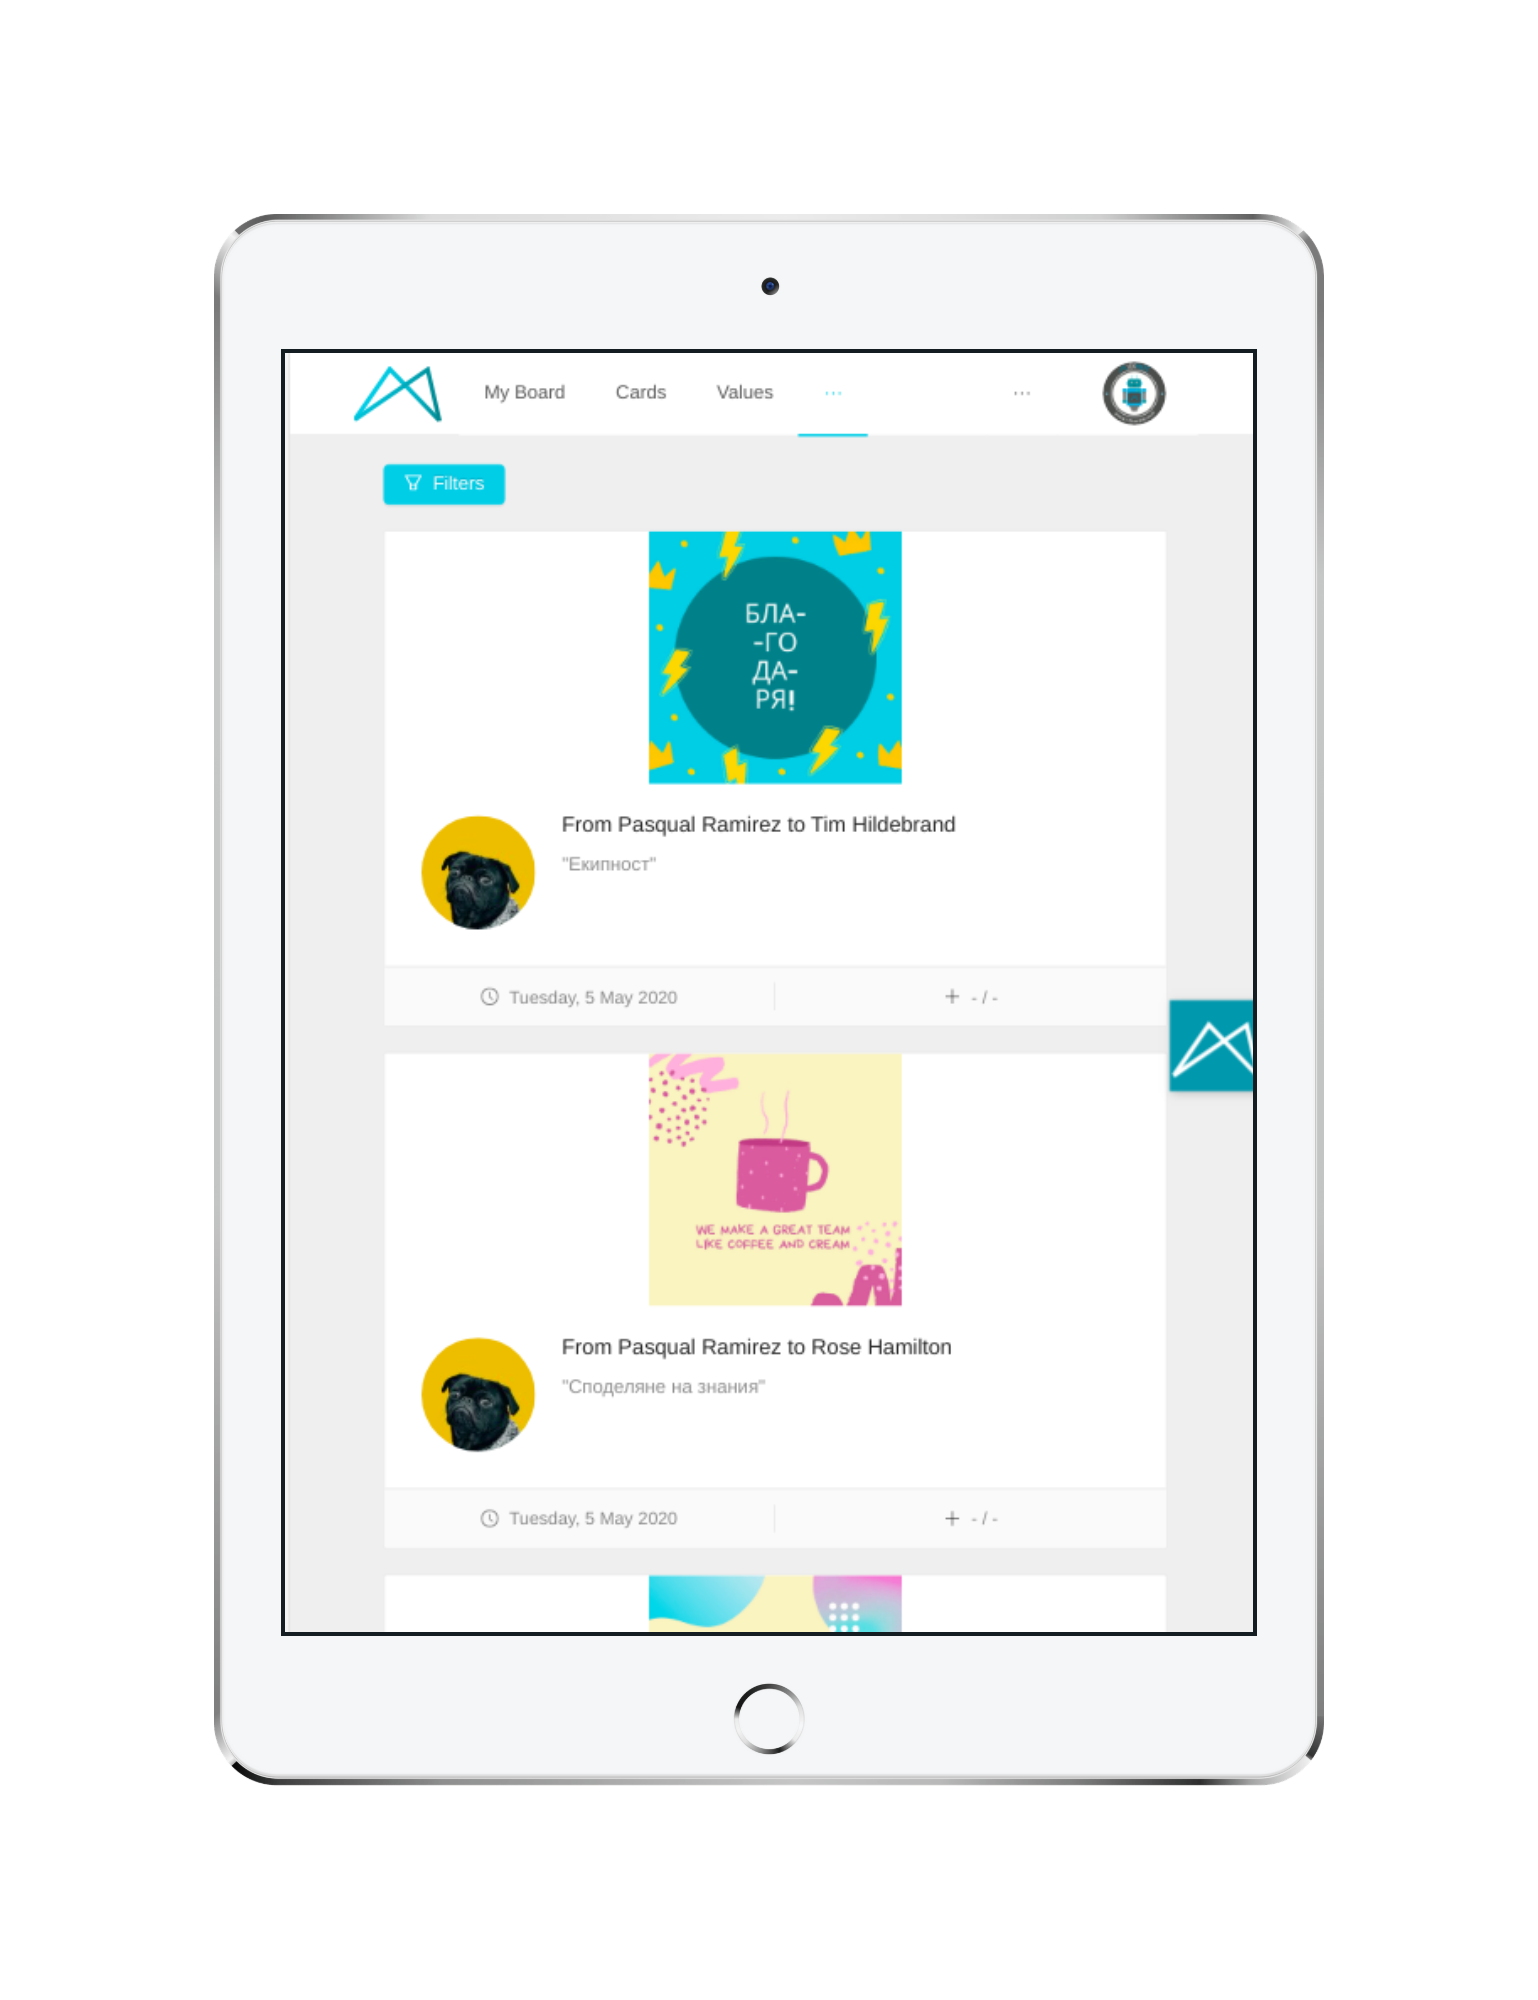 My Board Cards Values ... ...
Filters
БЛА-
-ГО
ДА-
РЯ!
From Pasqual Ramirez to Tim Hildebrand
"Екипност"
Tuesday, 5 May 2020 + - / -
WE MAKE A GREAT TEAM
LIKE COFFEE AND CREAM
From Pasqual Ramirez to Rose Hamilton
"Споделяне на знания"
Tuesday, 5 May 2020 + - / -